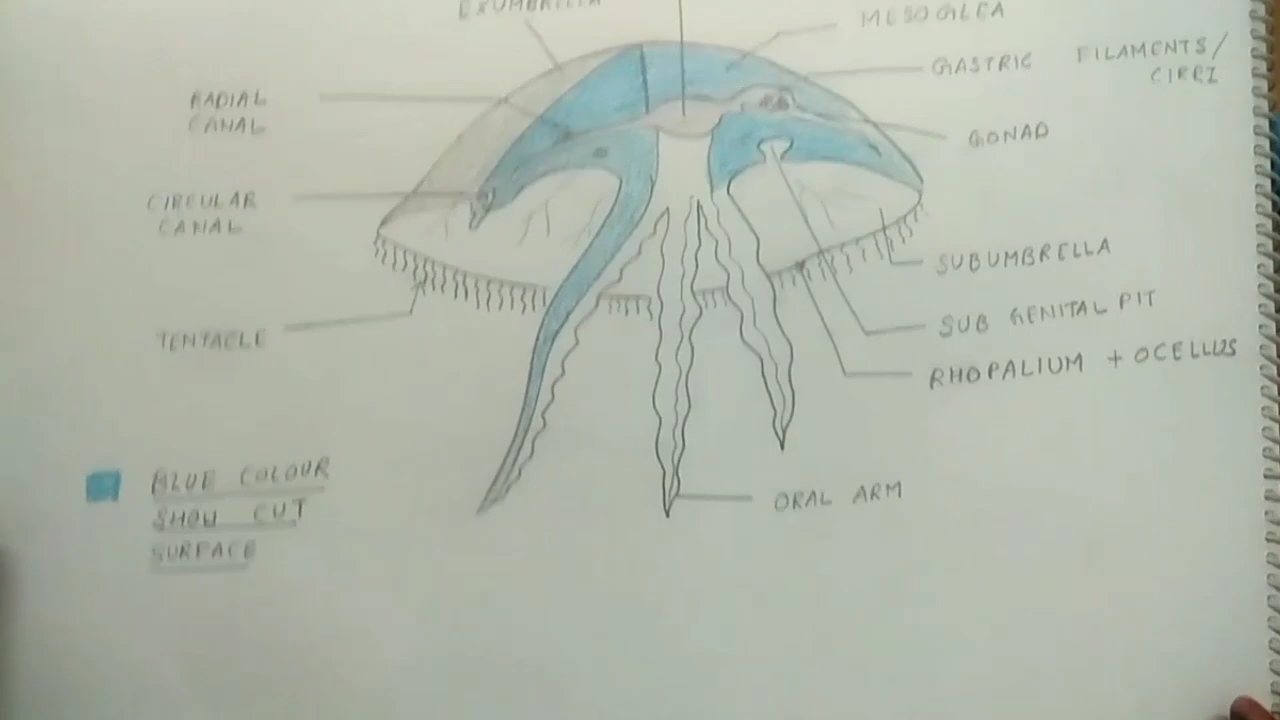 EXUMBRELLA
MESOGLEA
GASTRIC FILAMENTS/
CIRRI
RADIAL
CANAL
GONAD
CIRCULAR
CANAL
SUBUMBRELLA
SUB GENITAL PIT
TENTACLE
RHOPALIUM + OCELLUS
BLUE COLOUR
SHOW CUT
SURFACE
ORAL ARM